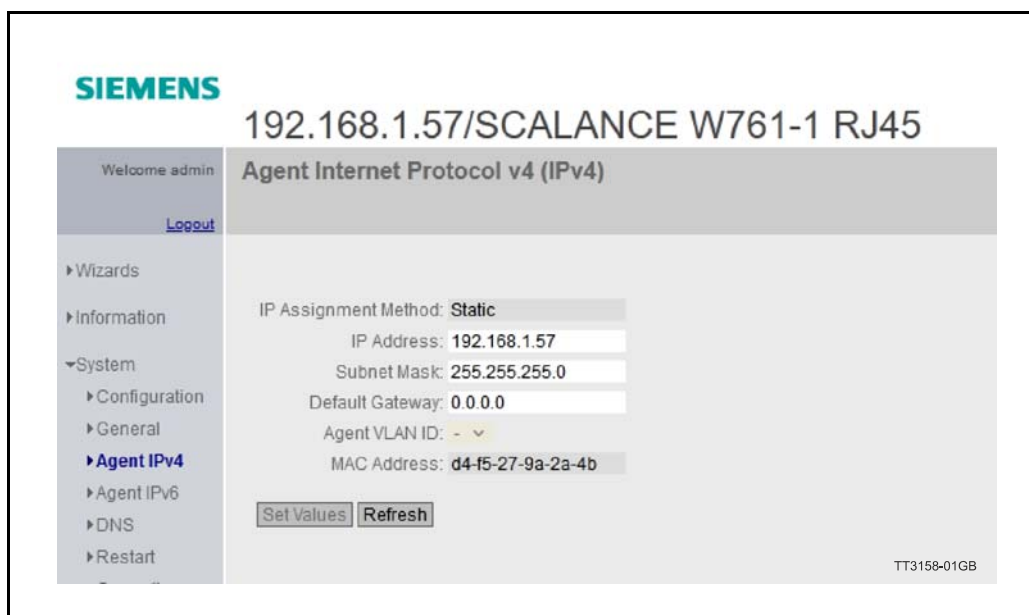 SIEMENS
192.168.1.57/SCALANCE W761-1 RJ45
Welcome admin
Logout
Agent Internet Protocol v4 (IPv4)
Wizards
Information
System
Configuration
General
Agent IPv4
Agent IPv6
DNS
Restart
IP Assignment Method: Static
IP Address: 192.168.1.57
Subnet Mask: 255.255.255.0
Default Gateway: 0.0.0.0
Agent VLAN ID: -
MAC Address: d4-f5-27-9a-2a-4b
Set Values Refresh
TT3158-01GB